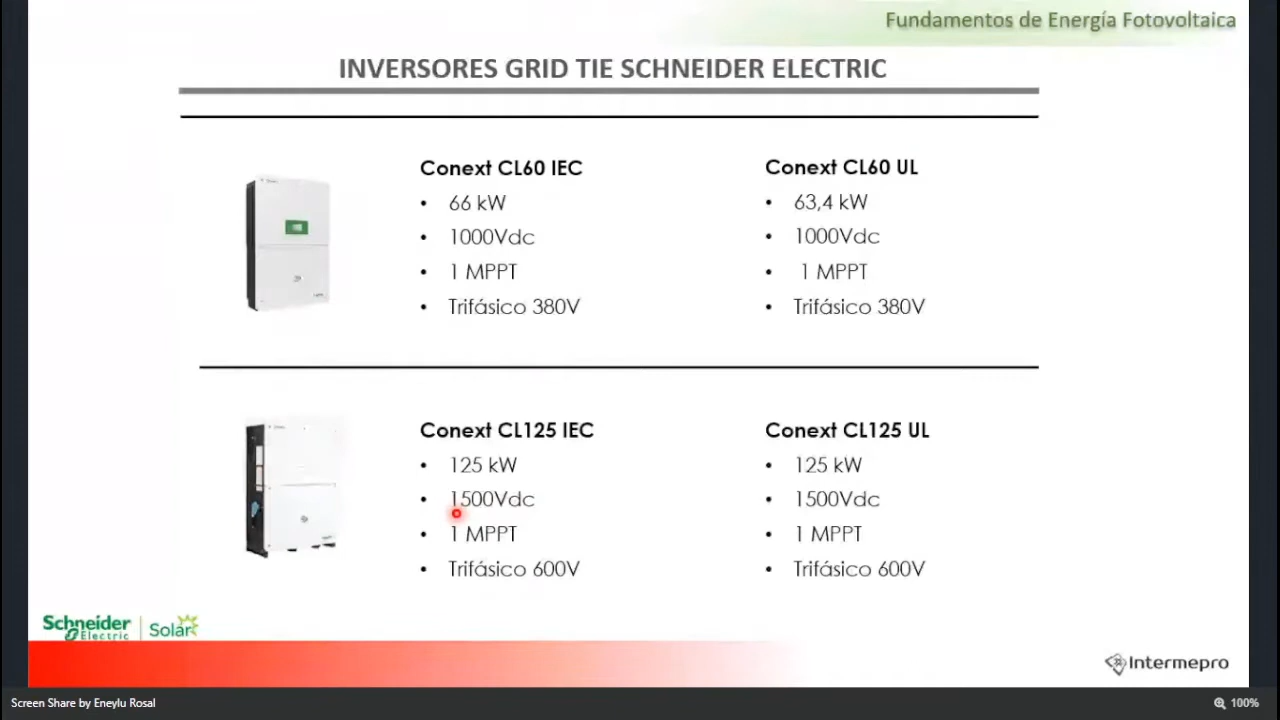 Fundamentos de Energía Fotovoltaica
INVERSORES GRID TIE SCHNEIDER ELECTRIC
Conext CL60 IEC
• 66 kW
• 1000Vdc
• 1 MPPT
• Trifásico 380V
Conext CL60 UL
• 63,4 kW
• 1000Vdc
• 1 MPPT
• Trifásico 380V
Conext CL125 IEC
• 125 kW
• 1500Vdc
• 1 MPPT
• Trifásico 600V
Conext CL125 UL
• 125 kW
• 1500Vdc
• 1 MPPT
• Trifásico 600V
Schneider
Electric
Solar
Intermepro
Screen Share by Eneylu Rosal
100%